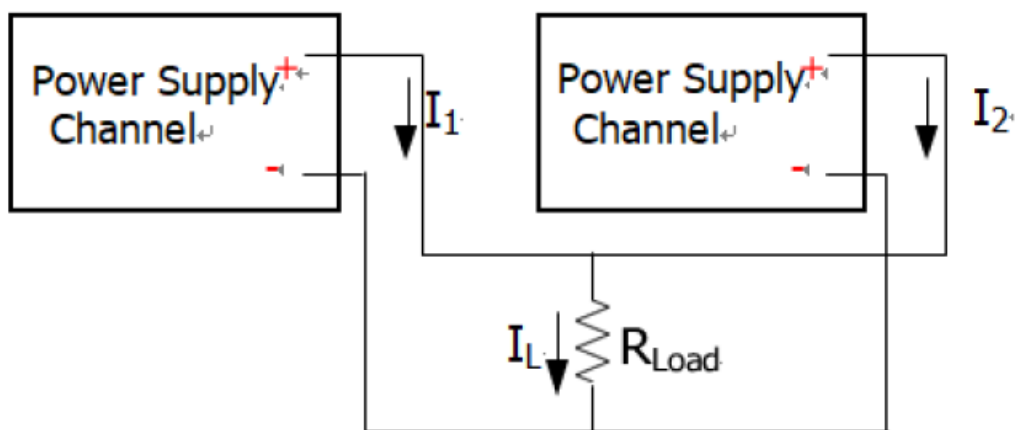 Power Supply
Channel↵
+
-
I1
Power Supply
Channel↵
+
-
I2
IL
RLoad